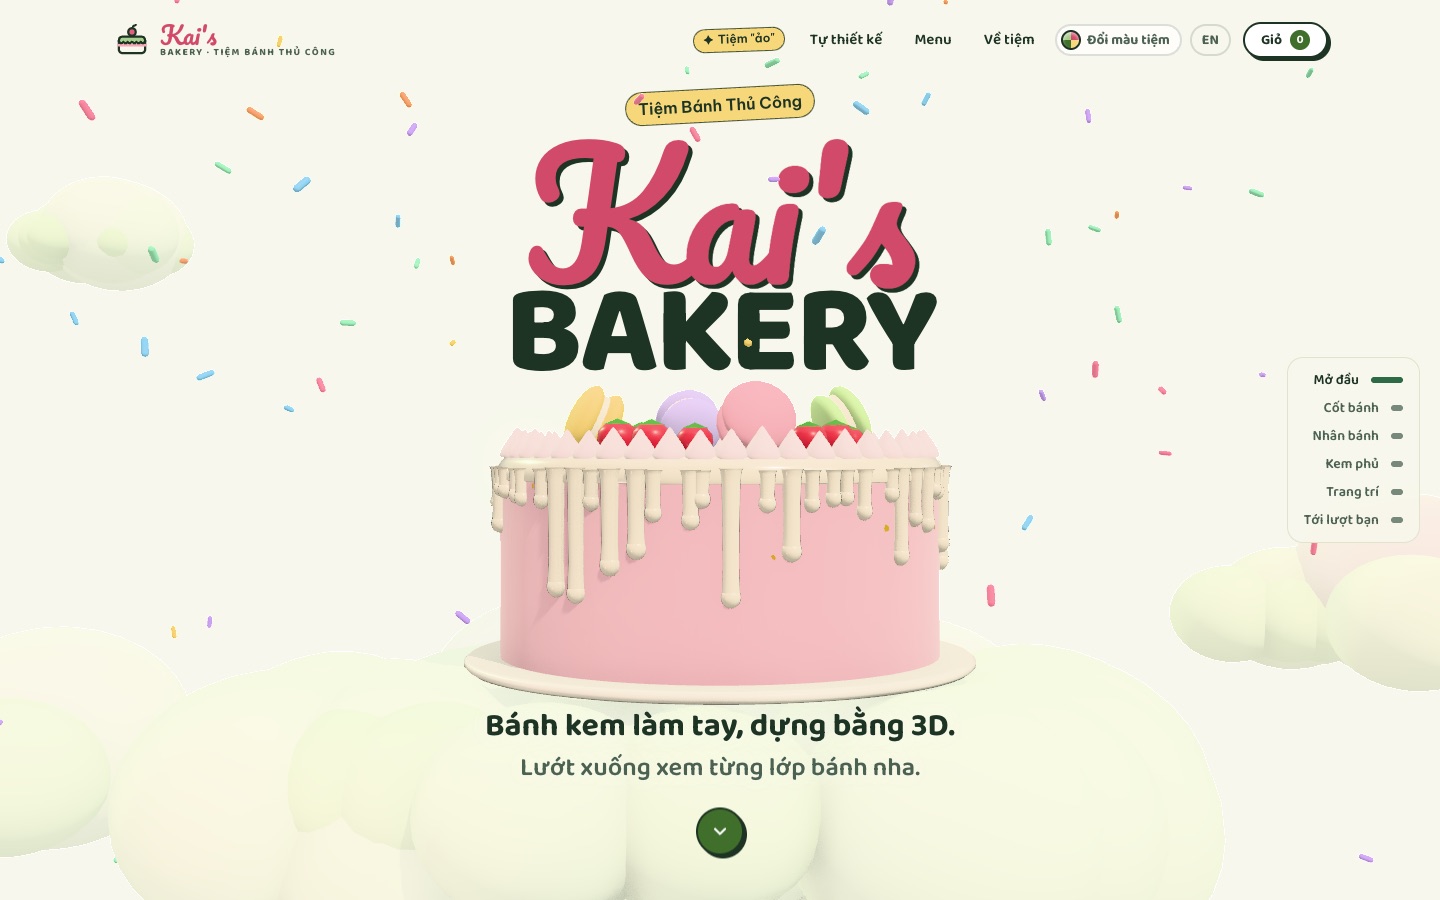 Kai's
BAKERY · TIỆM BÁNH THỦ CÔNG
✦ Tiệm "ảo"
Tự thiết kế
Menu
Về tiệm
Đổi màu tiệm
EN
Giỏ 0
Tiệm Bánh Thủ Công
Kai's
BAKERY
Mở đầu
Cốt bánh
Nhân bánh
Kem phủ
Trang trí
Tới lượt bạn
Bánh kem làm tay, dựng bằng 3D.
Lướt xuống xem từng lớp bánh nha.